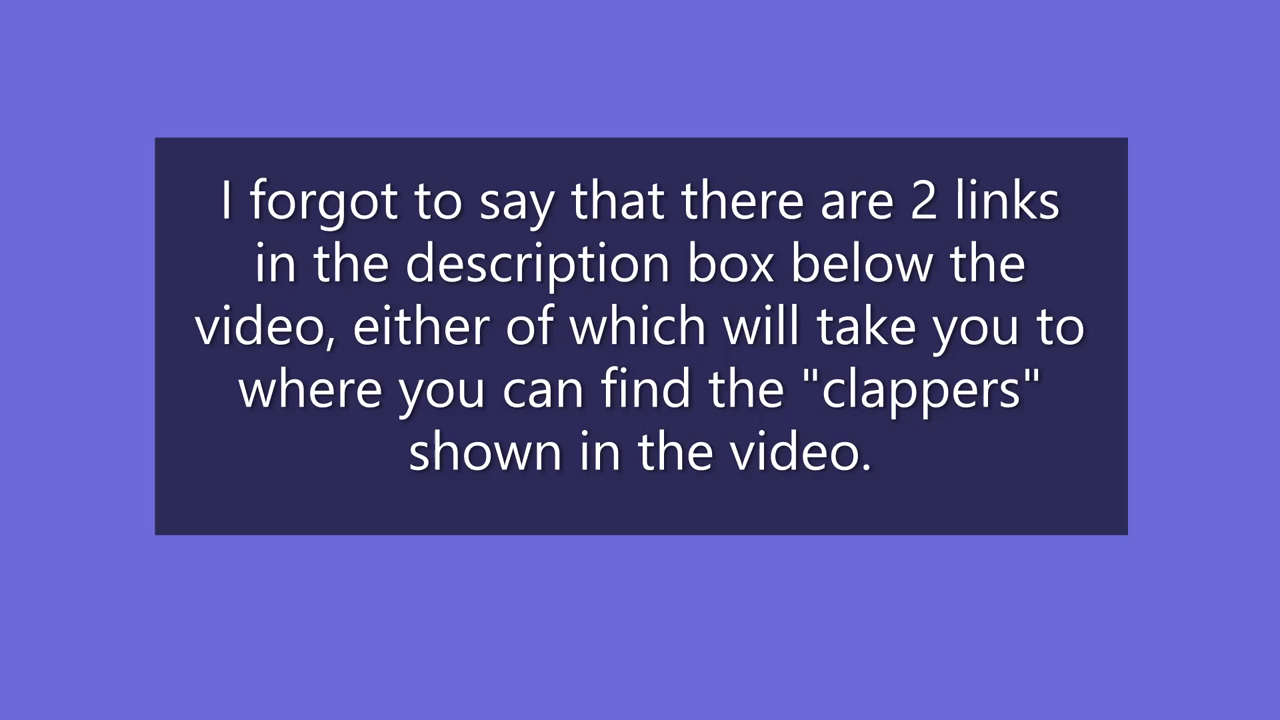 I forgot to say that there are 2 links
in the description box below the
video, either of which will take you to
where you can find the "clappers"
shown in the video.